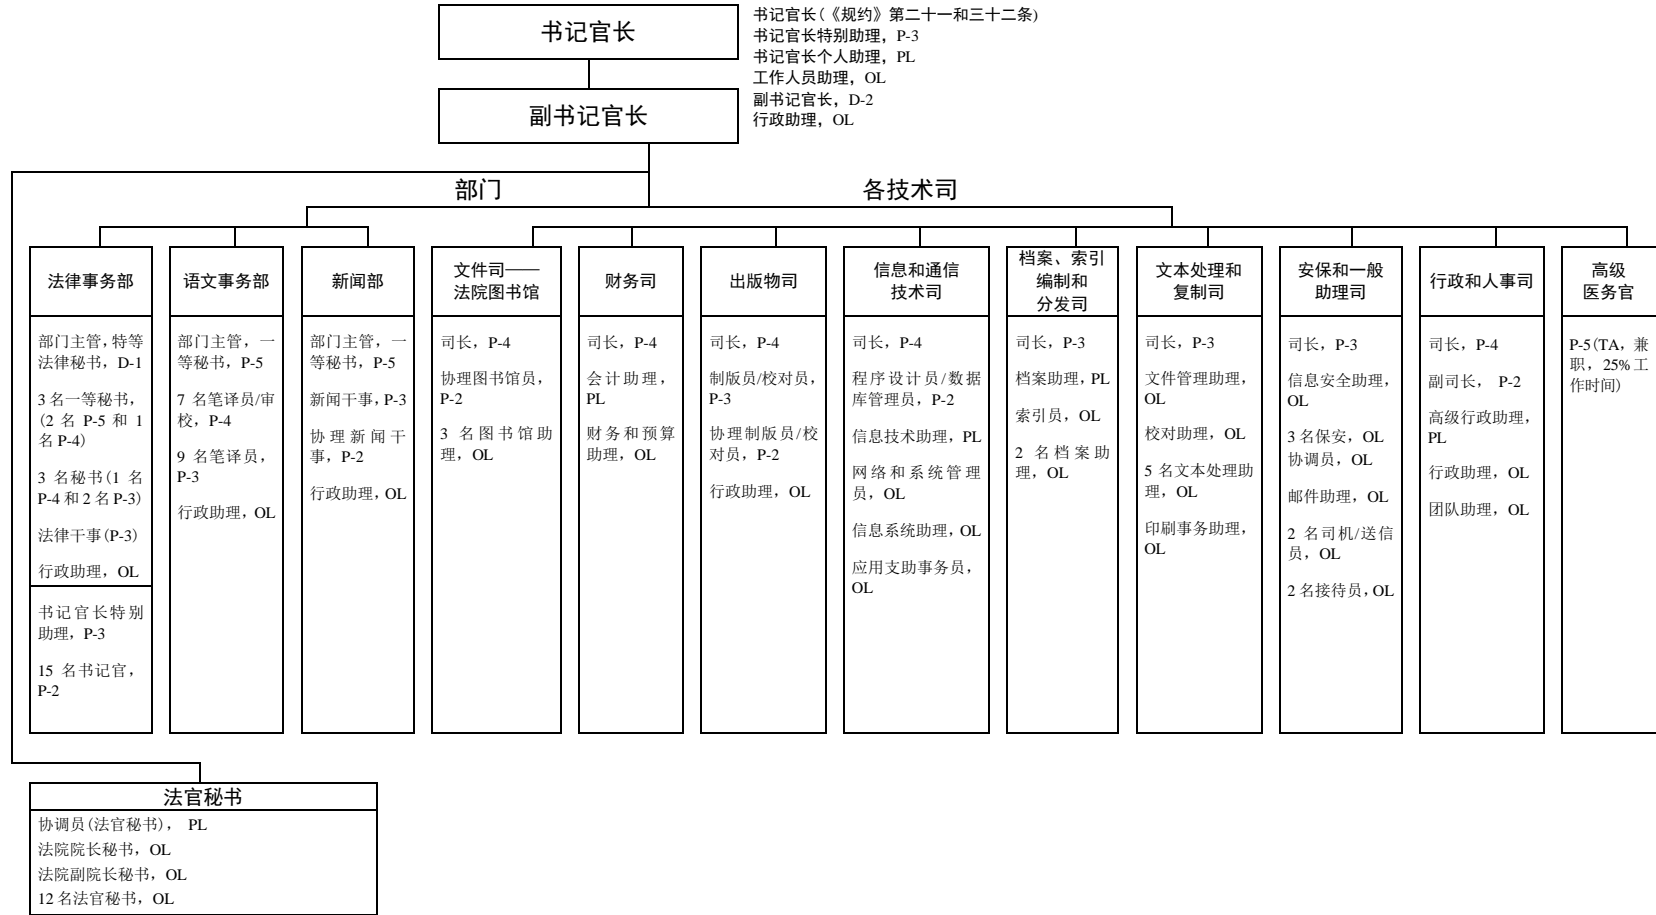 书记官长
书记官长(《规约》第二十一和三十二条)
书记官长特别助理，P-3
书记官长个人助理，PL
工作人员助理，OL
副书记官长，D-2
行政助理，OL
副书记官长
部门
各技术司
法律事务部
部门主管，特等
法律秘书，D-1
3名一等秘书，
(2名 P-5 和 1
名P-4)
3 名秘书(1 名
P-4和2名P-3)
法律干事(P-3)
行政助理，OL
书记官长特别
助理，P-3
15 名书记官，
P-2
语文事务部
部门主管，一
等秘书，P-5
7 名笔译员/审
校，P-4
9 名笔译员，
P-3
行政助理，OL
新闻部
部门主管，一
等秘书，P-5
新闻干事，P-3
协理新闻干
事，P-2
行政助理，OL
文件司——
法院图书馆
司长，P-4
协理图书馆员，
P-2
3 名图书馆助
理，OL
财务司
司长，P-4
会计助理，
PL
财务和预算
助理，OL
出版物司
司长，P-4
制版员/校对员，
P-3
协理制版员/校
对员，P-2
行政助理，OL
信息和通信
技术司
司长，P-4
程序设计员/数据
库管理员，P-2
信息技术助理，PL
网络和系统管理
员，OL
信息系统助理，OL
应用支助事务员，
OL
档案、索引
编制和
分发司
司长，P-3
档案助理，PL
索引员，OL
2 名档案助
理，OL
文本处理和
复制司
司长，P-3
文件管理助理，
OL
校对助理，OL
5 名文本处理助
理，OL
印刷事务助理，
OL
安保和一般
助理司
司长，P-3
信息安全助理，
OL
3名保安，OL
协调员，OL
邮件助理，OL
2 名司机/送信
员，OL
2名接待员，OL
行政和人事司
司长，P-4
副司长， P-2
高级行政助理，
PL
行政助理，OL
团队助理，OL
高级
医务官
P-5(TA，兼
职，25%工
作时间)
法官秘书
协调员(法官秘书)， PL
法院院长秘书，OL
法院副院长秘书，OL
12名法官秘书，OL